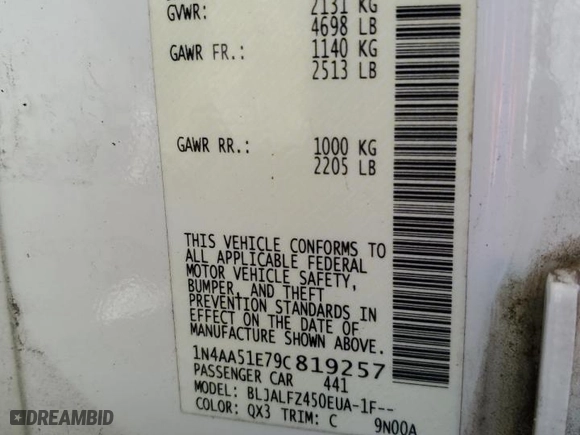 GVWR: 2131 KG
4698 LB
GAWR FR.: 1140 KG
2513 LB
GAWR RR.: 1000 KG
2205 LB
THIS VEHICLE CONFORMS TO
ALL APPLICABLE FEDERAL
MOTOR VEHICLE SAFETY,
BUMPER, AND THEFT
PREVENTION STANDARDS IN
EFFECT ON THE DATE OF
MANUFACTURE SHOWN ABOVE.
1N4AA51E79C819257
PASSENGER CAR 441
MODEL: BLJALFZ450EUA-1F--
COLOR: QX3 TRIM: C 9N00A
DREAMBID